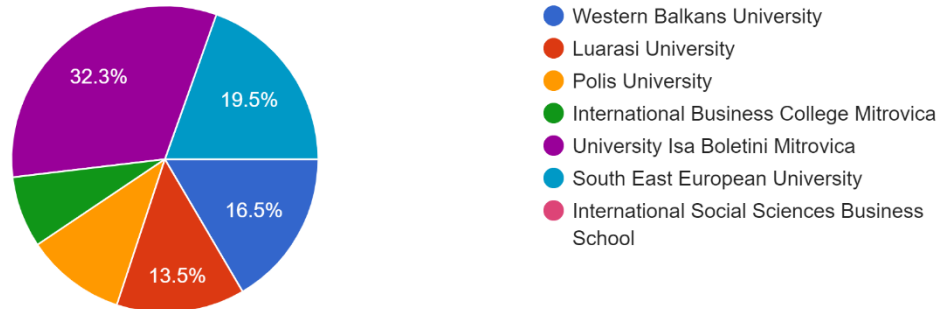 32.3%
19.5%
16.5%
13.5%
Western Balkans University
Luarasi University
Polis University
International Business College Mitrovica
University Isa Boletini Mitrovica
South East European University
International Social Sciences Business
School